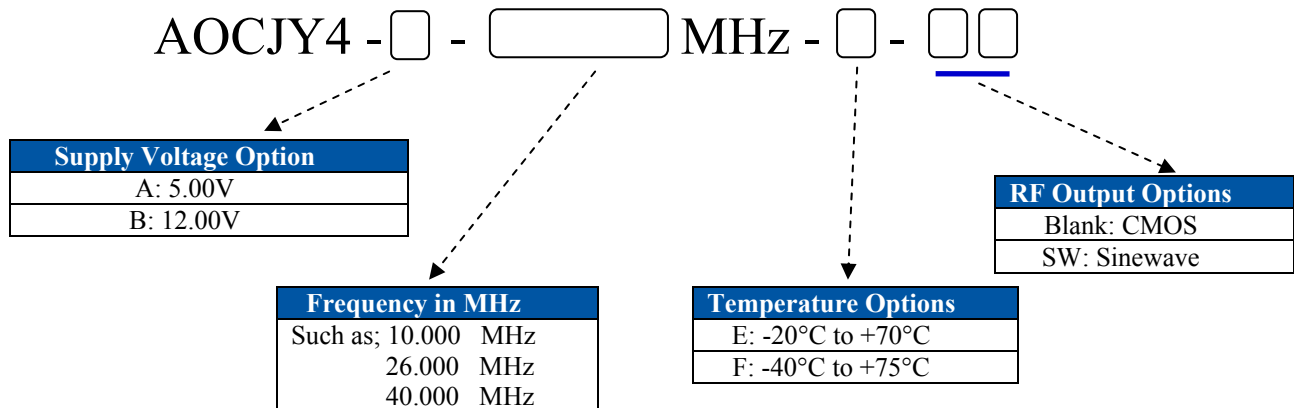 AOCJY4 - - MHz - -
Supply Voltage Option
A: 5.00V
B: 12.00V
RF Output Options
Blank: CMOS
SW: Sinewave
Frequency in MHz
Such as; 10.000 MHz
26.000 MHz
40.000 MHz
Temperature Options
E: -20°C to +70°C
F: -40°C to +75°C